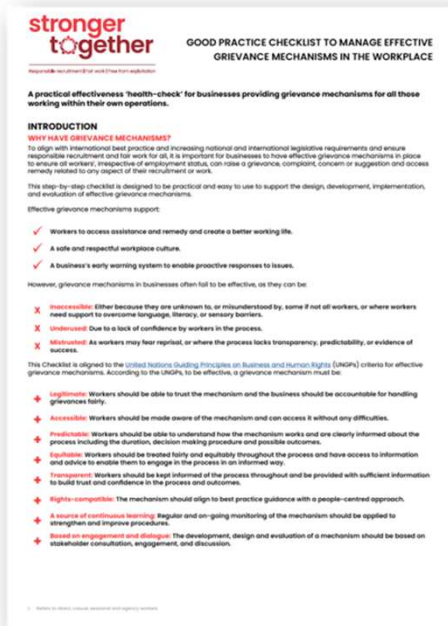 stronger
together
Responsible recruitment | Fair work | Free from exploitation
GOOD PRACTICE CHECKLIST TO MANAGE EFFECTIVE
GRIEVANCE MECHANISMS IN THE WORKPLACE
A practical effectiveness 'health-check' for businesses providing grievance mechanisms for all those
working within their own operations.
INTRODUCTION
WHY HAVE GRIEVANCE MECHANISMS?
To align with international best practice and increasing national and international legislative requirements and ensure
responsible recruitment and fair work for all, it is important for businesses to have effective grievance mechanisms in place
to ensure all workers', irrespective of employment status, can raise a grievance, complaint, concern or suggestion and access
remedy related to any aspect of their recruitment or work.
This step-by-step checklist is designed to be practical and easy to use to support the design, development, implementation,
and evaluation of effective grievance mechanisms.
Effective grievance mechanisms support:
✓ Workers to access assistance and remedy and create a better working life.
✓ A safe and respectful workplace culture.
✓ A business's early warning system to enable proactive responses to issues.
However, grievance mechanisms in businesses often fail to be effective, as they can be:
X Inaccessible: Either because they are unknown to, or misunderstood by, some if not all workers, or where workers
need support to overcome language, literacy, or sensory barriers.
X Underused: Due to a lack of confidence by workers in the process.
X Mistrusted: As workers may fear reprisal, or where the process lacks transparency, predictability, or evidence of
success.
This Checklist is aligned to the United Nations Guiding Principles on Business and Human Rights (UNGPs) criteria for effective
grievance mechanisms. According to the UNGPs, to be effective, a grievance mechanism must be:
+ Legitimate: Workers should be able to trust the mechanism and the business should be accountable for handling
grievances fairly.
+ Accessible: Workers should be made aware of the mechanism and can access it without any difficulties.
+ Predictable: Workers be able to understand how the mechanism works and are clearly informed about the
process including the duration, decision making procedure and possible outcomes.
+ Equitable: Workers should be treated fairly and equitably throughout the process and have access to information
and advice to enable them to engage in the process in an informed way.
+ Transparent: Workers should be kept informed of the process throughout and be provided with sufficient information
to build trust and confidence in the process and outcomes.
+ Rights-compatible: The mechanism should align to best practice guidance with a people-centred approach.
+ A source of continuous learning: Regular and on-going monitoring of the mechanism should be applied to
strengthen and improve procedures.
+ Based on engagement and dialogue: The development, design and evaluation of a mechanism should be based on
stakeholder consultation, engagement, and discussion.
Refers to direct, casual, seasonal and agency workers